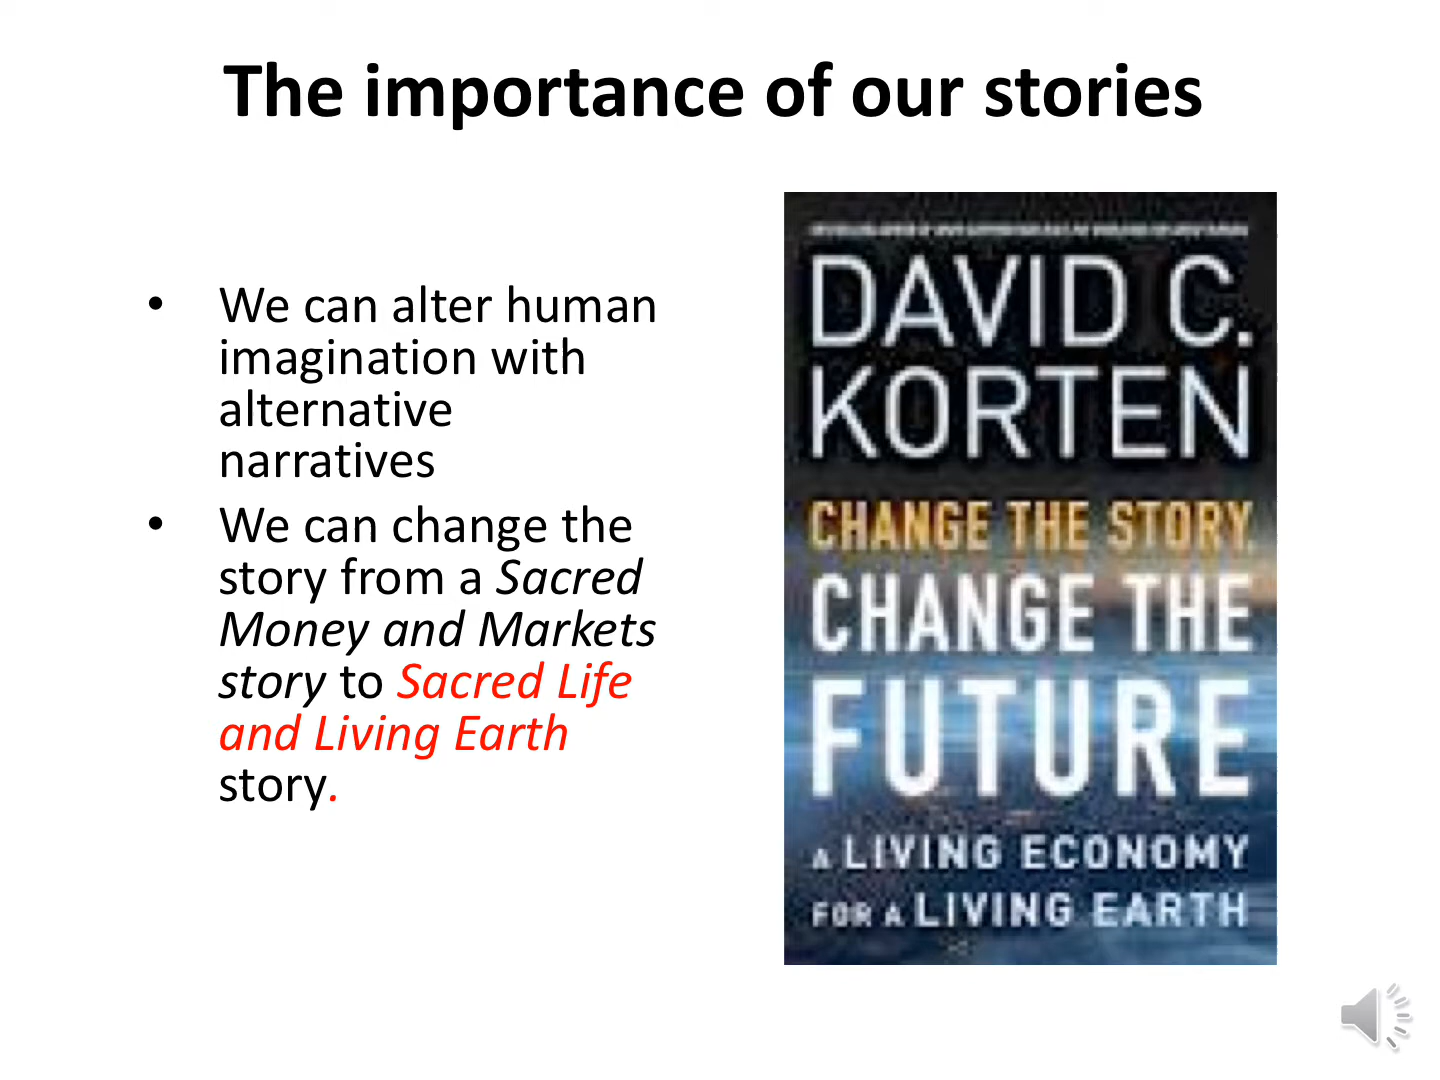 The importance of our stories
• We can alter human
imagination with
alternative
narratives
• We can change the
story from a Sacred
Money and Markets
story to Sacred Life
and Living Earth
story.
DAVID C.
KORTEN
CHANGE THE STORY,
CHANGE THE
FUTURE
A LIVING ECONOMY
FOR A LIVING EARTH